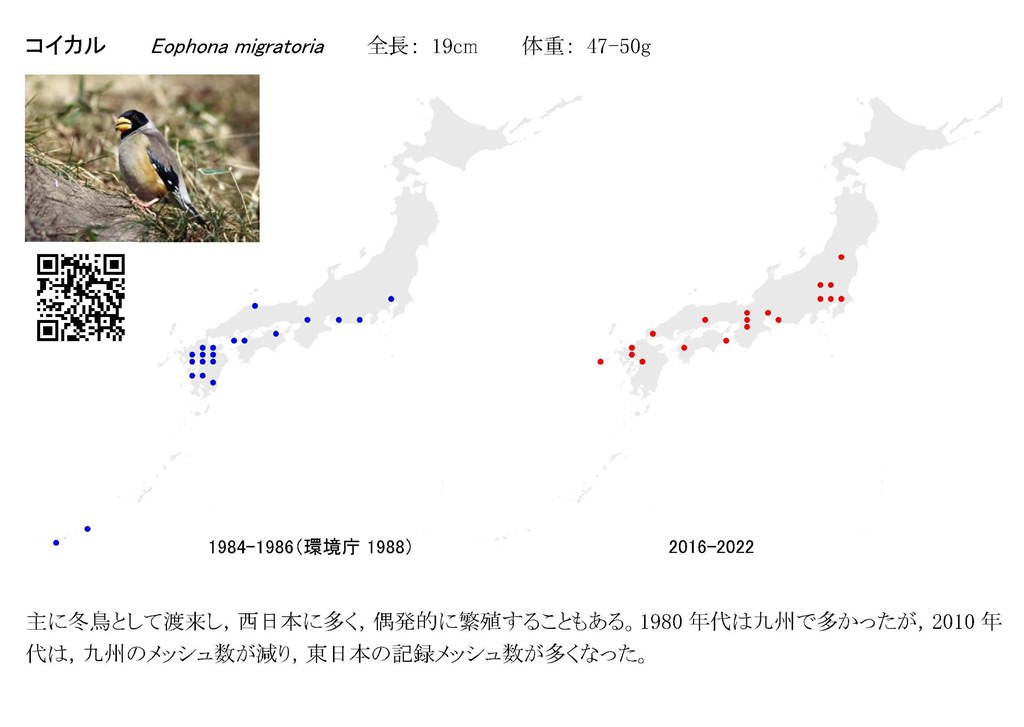 コイカル Eophona migratoria 全長： 19cm 体重： 47-50g
1984-1986（環境庁 1988） 2016-2022
主に冬鳥として渡来し，西日本に多く，偶発的に繁殖することもある。1980 年代は九州で多かったが，2010 年
代は，九州のメッシュ数が減り，東日本の記録メッシュ数が多くなった。